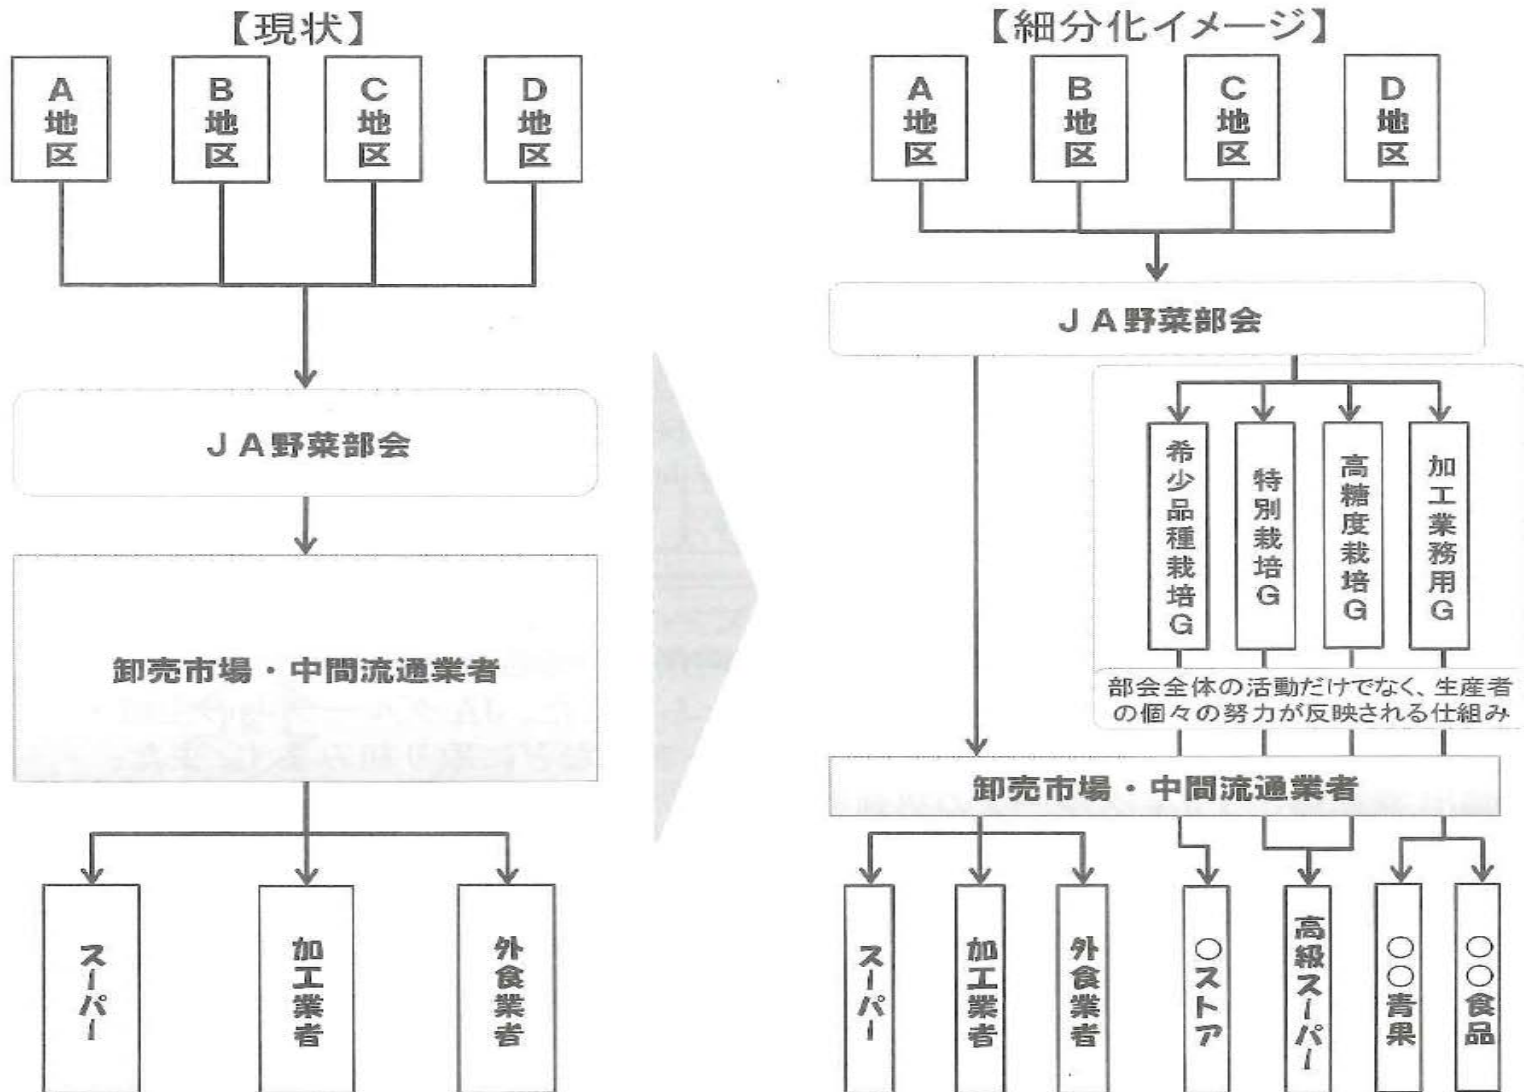 【現状】
A地区
B地区
C地区
D地区
JA野菜部会
卸売市場・中間流通業者
スーパー
加工業者
外食業者
【細分化イメージ】
A地区
B地区
C地区
D地区
JA野菜部会
希少品種栽培G
特別栽培G
高糖度栽培G
加工業務用G
部会全体の活動だけでなく、生産者
の個々の努力が反映される仕組み
卸売市場・中間流通業者
スーパー
加工業者
外食業者
○ストア
高級スーパー
○○青果
○○食品